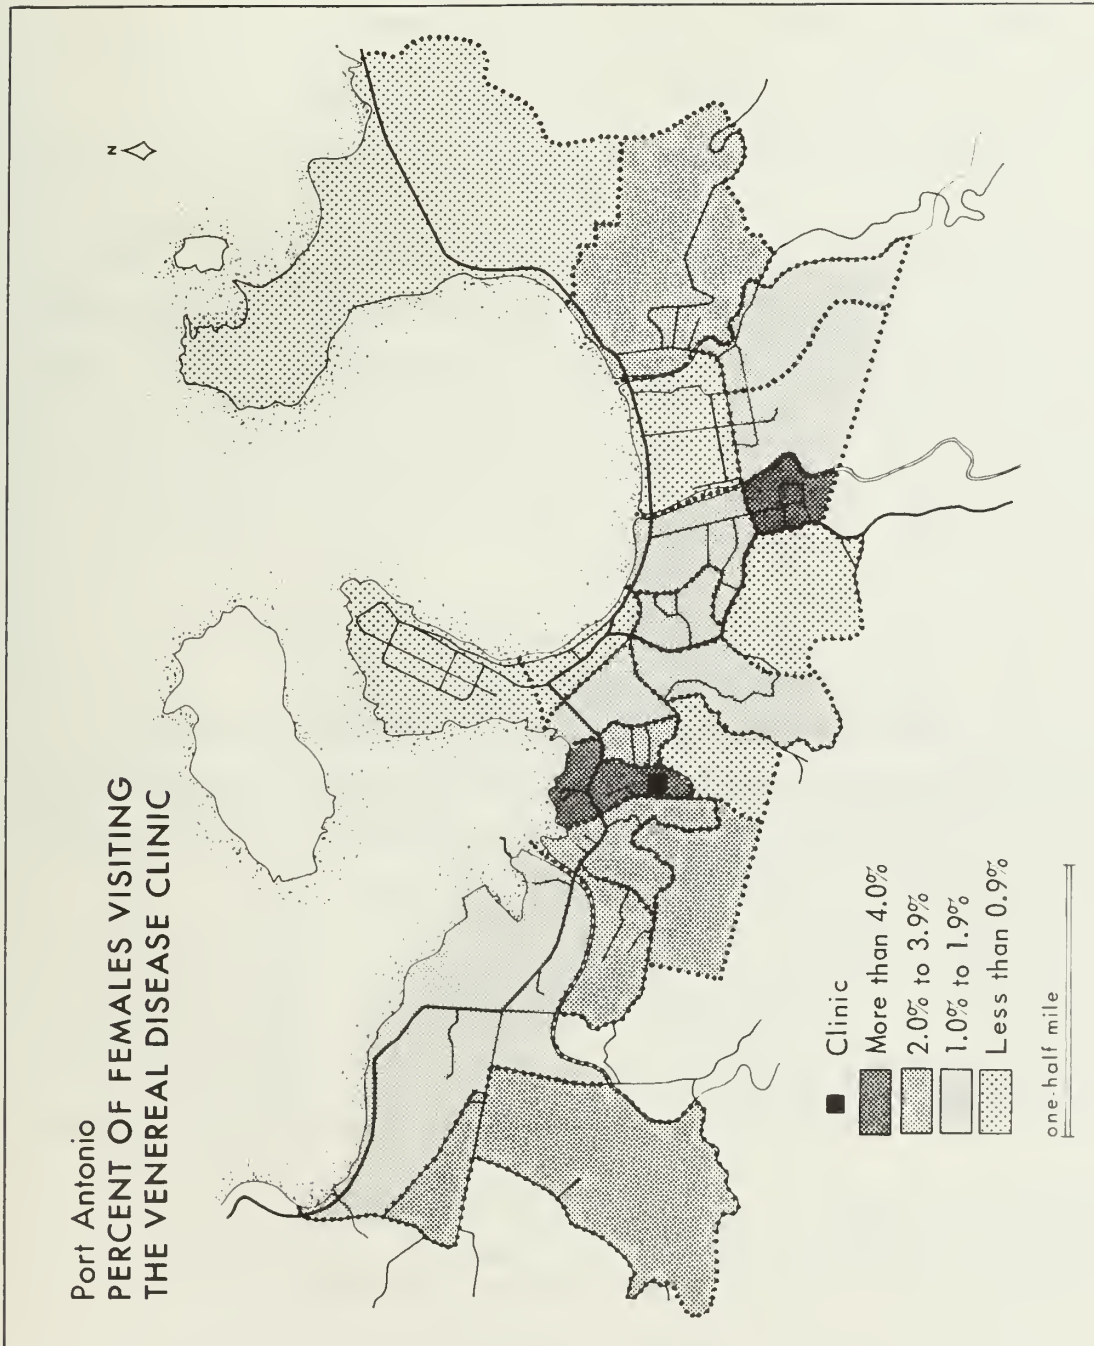 Port Antonio
PERCENT OF FEMALES VISITING
THE VENEREAL DISEASE CLINIC
N
Clinic
More than 4.0%
2.0% to 3.9%
1.0% to 1.9%
Less than 0.9%
one-half mile